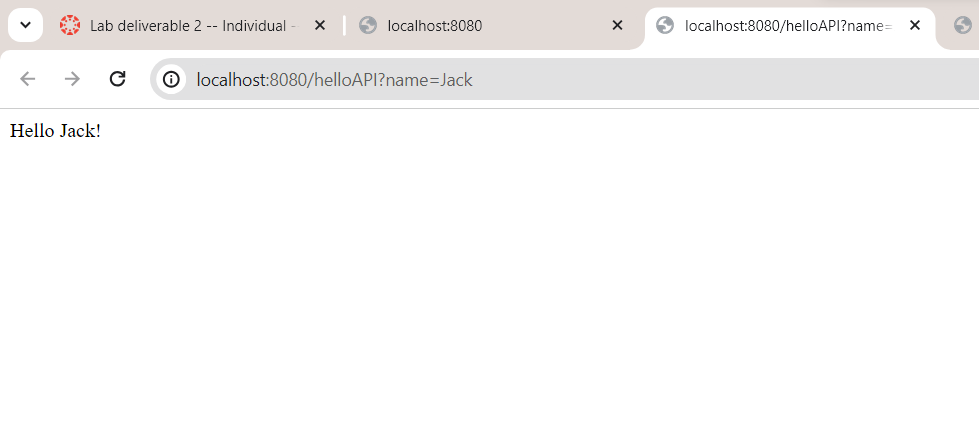 Lab deliverable 2 -- Individual -
localhost:8080
localhost:8080/helloAPI?name=
localhost:8080/helloAPI?name=Jack
Hello Jack!